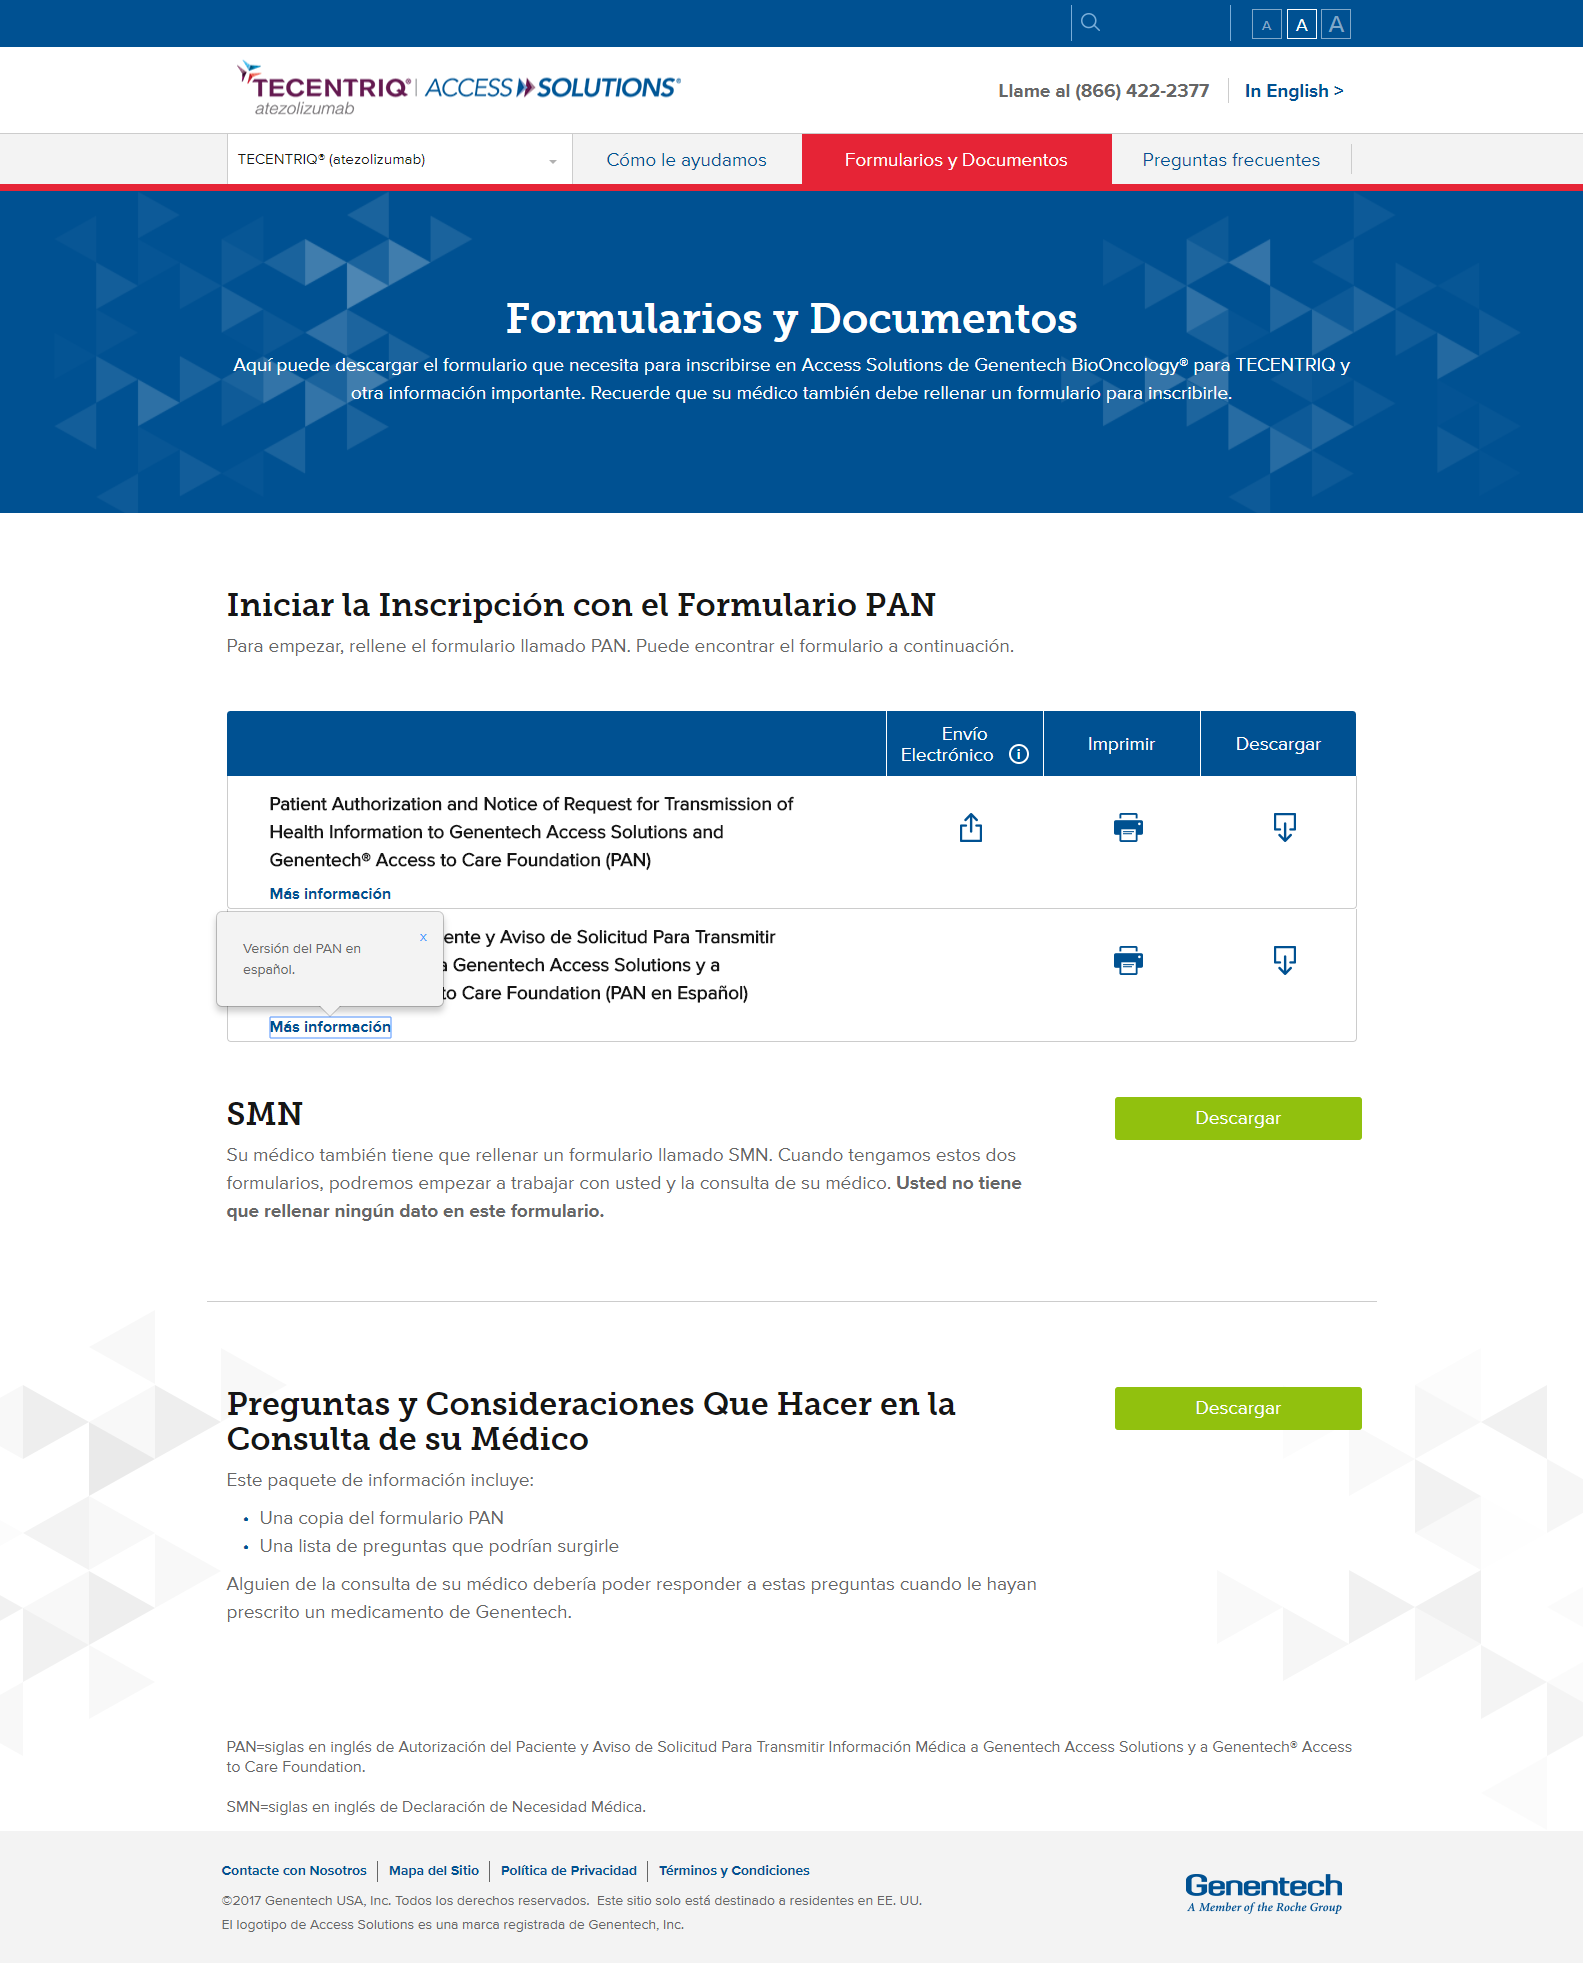 A A A
TECENTRIQ® | ACCESS SOLUTIONS®
atezolizumab
Llame al (866) 422-2377
In English >
TECENTRIQ® (atezolizumab)
Cómo le ayudamos
Formularios y Documentos
Preguntas frecuentes
Formularios y Documentos
Aquí puede descargar el formulario que necesita para inscribirse en Access Solutions de Genentech BioOncology® para TECENTRIQ y
otra información importante. Recuerde que su médico también debe rellenar un formulario para inscribirle.
Iniciar la Inscripción con el Formulario PAN
Para empezar, rellene el formulario llamado PAN. Puede encontrar el formulario a continuación.
Envío
Electrónico
Imprimir
Descargar
Patient Authorization and Notice of Request for Transmission of
Health Information to Genentech Access Solutions and
Genentech® Access to Care Foundation (PAN)
Más información
Versión del PAN en
español.
x
ente y Aviso de Solicitud Para Transmitir
a Genentech Access Solutions y a
to Care Foundation (PAN en Español)
Más información
SMN
Descargar
Su médico también tiene que rellenar un formulario llamado SMN. Cuando tengamos estos dos
formularios, podremos empezar a trabajar con usted y la consulta de su médico. Usted no tiene
que rellenar ningún dato en este formulario.
Preguntas y Consideraciones Que Hacer en la
Consulta de su Médico
Descargar
Este paquete de información incluye:
• Una copia del formulario PAN
• Una lista de preguntas que podrían surgirle
Alguien de la consulta de su médico debería poder responder a estas preguntas cuando le hayan
prescrito un medicamento de Genentech.
PAN=siglas en inglés de Autorización del Paciente y Aviso de Solicitud Para Transmitir Información Médica a Genentech Access Solutions y a Genentech® Access
to Care Foundation.
SMN=siglas en inglés de Declaración de Necesidad Médica.
Contacte con Nosotros | Mapa del Sitio | Política de Privacidad | Términos y Condiciones
©2017 Genentech USA, Inc. Todos los derechos reservados. Este sitio solo está destinado a residentes en EE. UU.
El logotipo de Access Solutions es una marca registrada de Genentech, Inc.
Genentech
A Member of the Roche Group